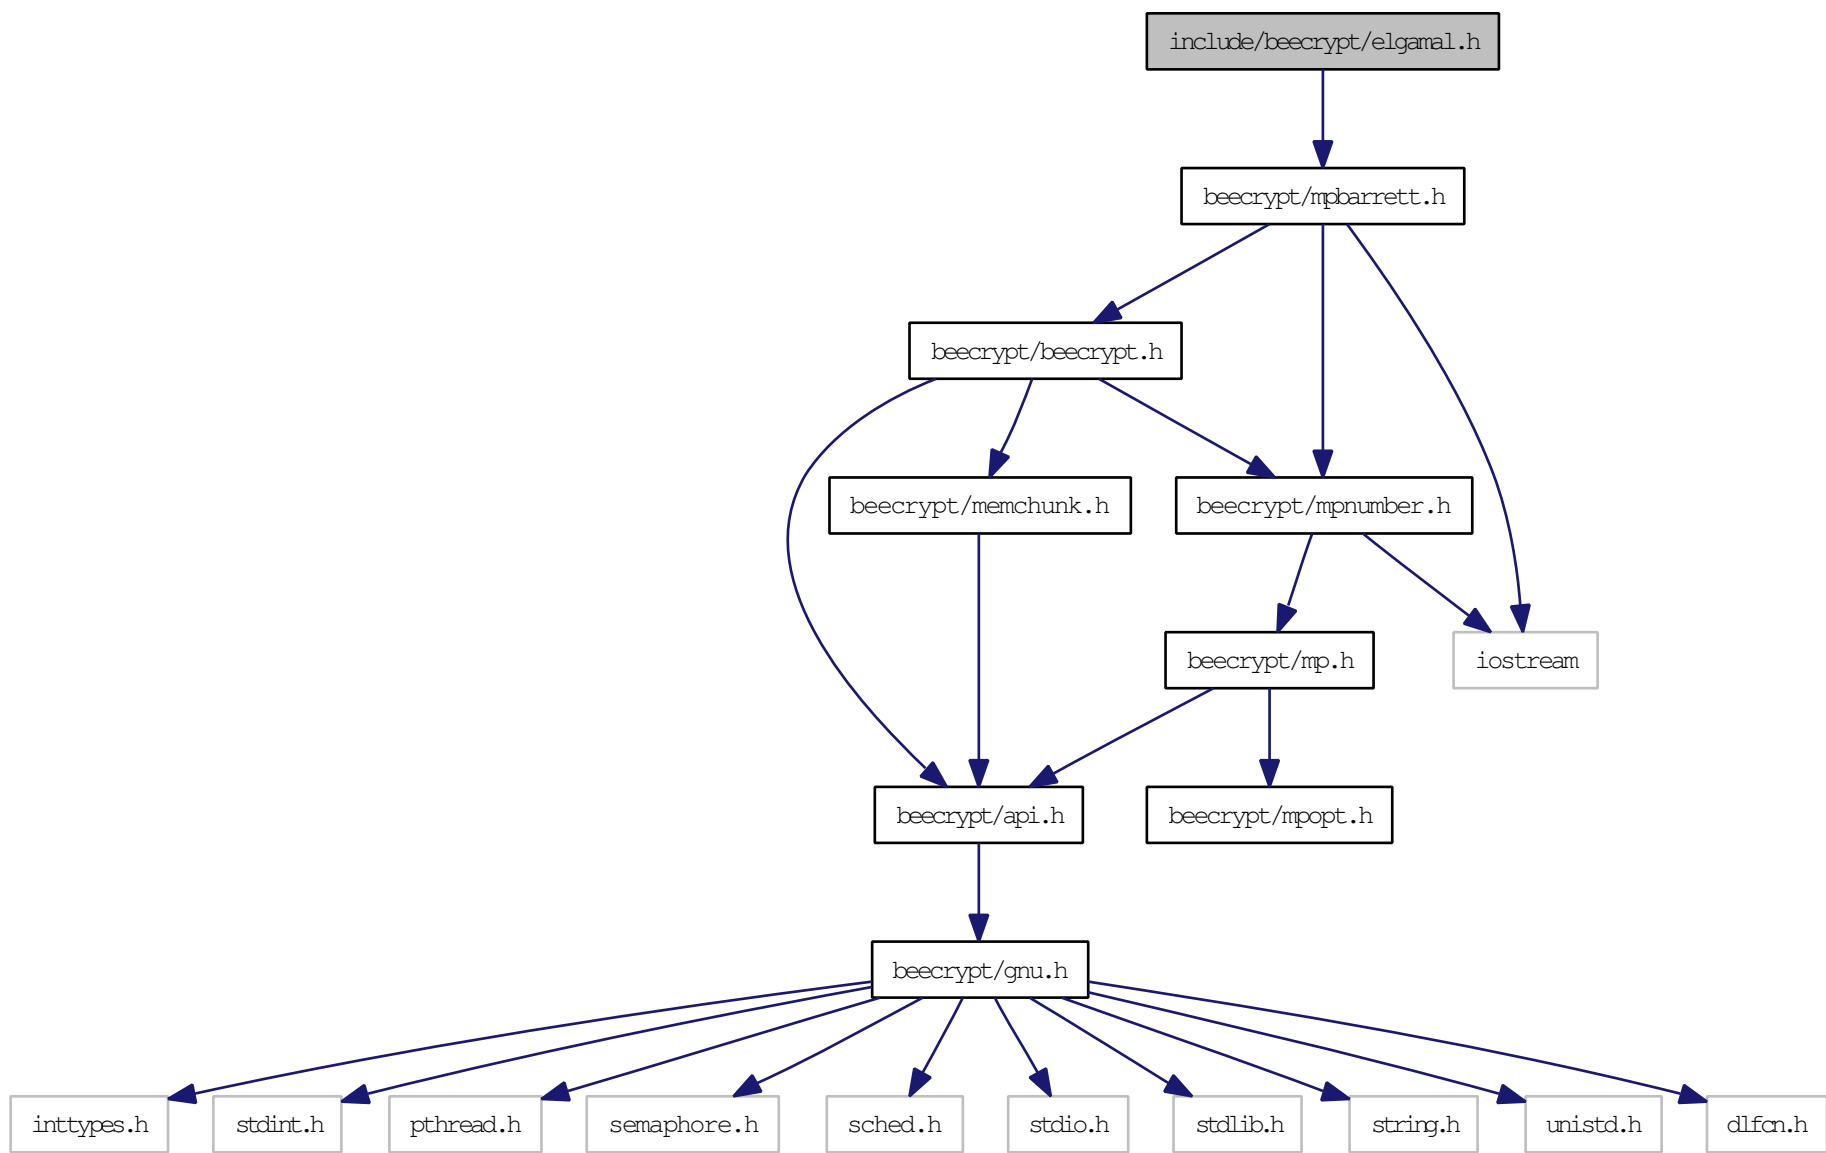 include/beecrypt/elgamal.h
beecrypt/mpbarrett.h
beecrypt/beecrypt.h
beecrypt/memchunk.h
beecrypt/mpnumber.h
beecrypt/mp.h
iostream
beecrypt/api.h
beecrypt/mpopt.h
beecrypt/gnu.h
inttypes.h
stdint.h
pthread.h
semaphore.h
sched.h
stdio.h
stdlib.h
string.h
unistd.h
dlfcn.h